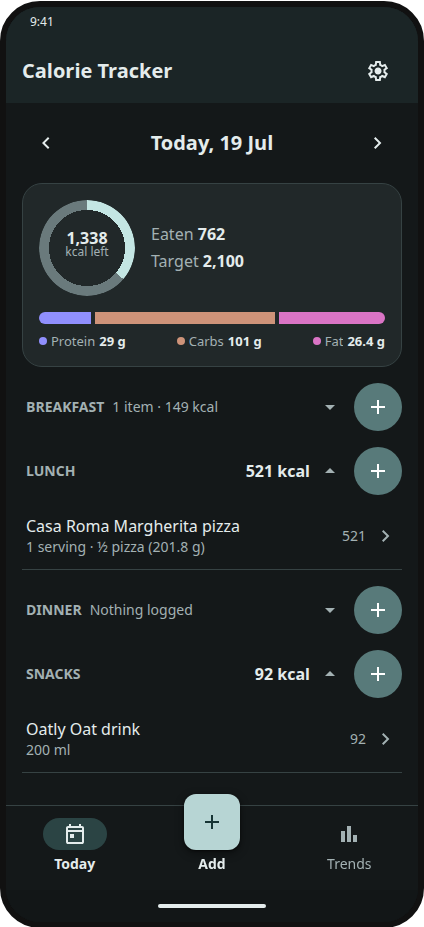 9:41
Calorie Tracker
Today, 19 Jul
1,338
kcal left
Eaten 762
Target 2,100
Protein 29 g
Carbs 101 g
Fat 26.4 g
BREAKFAST 1 item · 149 kcal
LUNCH 521 kcal
Casa Roma Margherita pizza
1 serving · ½ pizza (201.8 g)
521
DINNER Nothing logged
SNACKS 92 kcal
Oatly Oat drink
200 ml
92
Today
Add
Trends